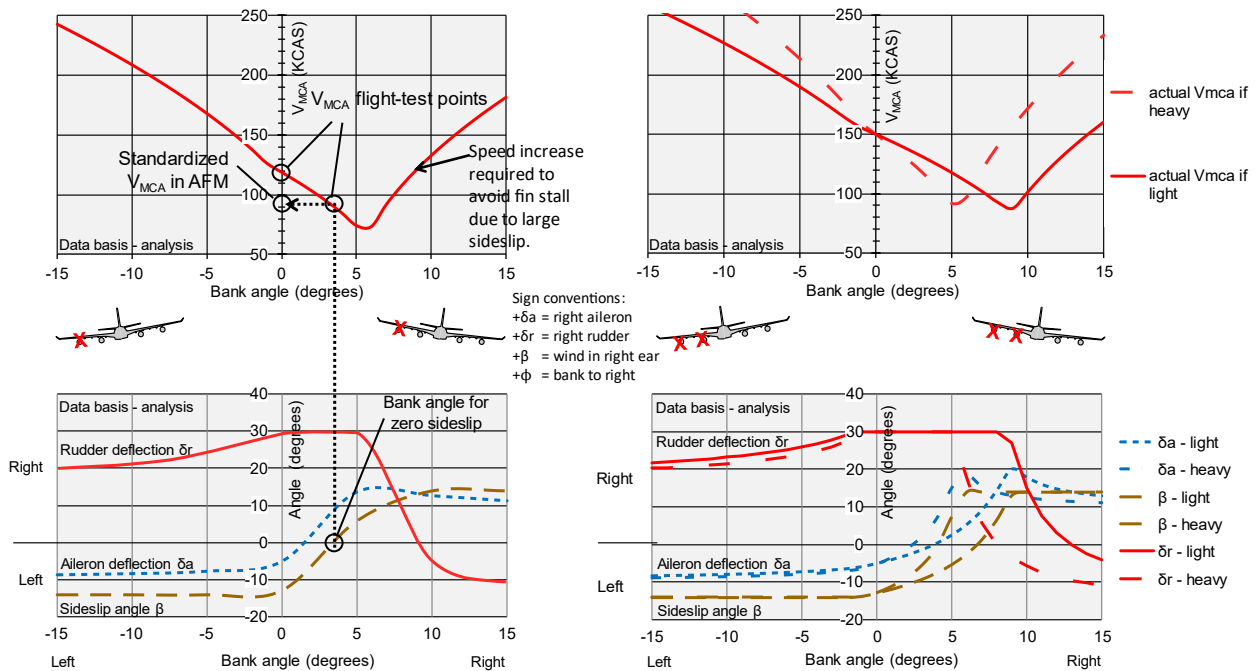 250
200
150
100
50
V_MCA (KCAS)
V_MCA flight-test points
Standardized
V_MCA in AFM
Speed increase
required to
avoid fin stall
due to large
sideslip.
Data basis - analysis
-15 -10 -5 0 5 10 15
Bank angle (degrees)
250
200
150
100
50
V_MCA (KCAS)
Data basis - analysis
-15 -10 -5 0 5 10 15
Bank angle (degrees)
actual Vmca if
heavy
actual Vmca if
light
Sign conventions:
+δa = right aileron
+δr = right rudder
+β = wind in right ear
+ϕ = bank to right
40
30
20
10
0
-10
-20
Angle (degrees)
Data basis - analysis
Bank angle for
zero sideslip
Rudder deflection δr
Right
Left
Aileron deflection δa
Sideslip angle β
-15 -10 -5 0 5 10 15
Left Bank angle (degrees) Right
40
30
20
10
0
-10
-20
Angle (degrees)
Data basis - analysis
Rudder deflection δr
Right
Left
Aileron deflection δa
Sideslip angle β
-15 -10 -5 0 5 10 15
Left Bank angle (degrees) Right
δa - light
δa - heavy
β - light
β - heavy
δr - light
δr - heavy